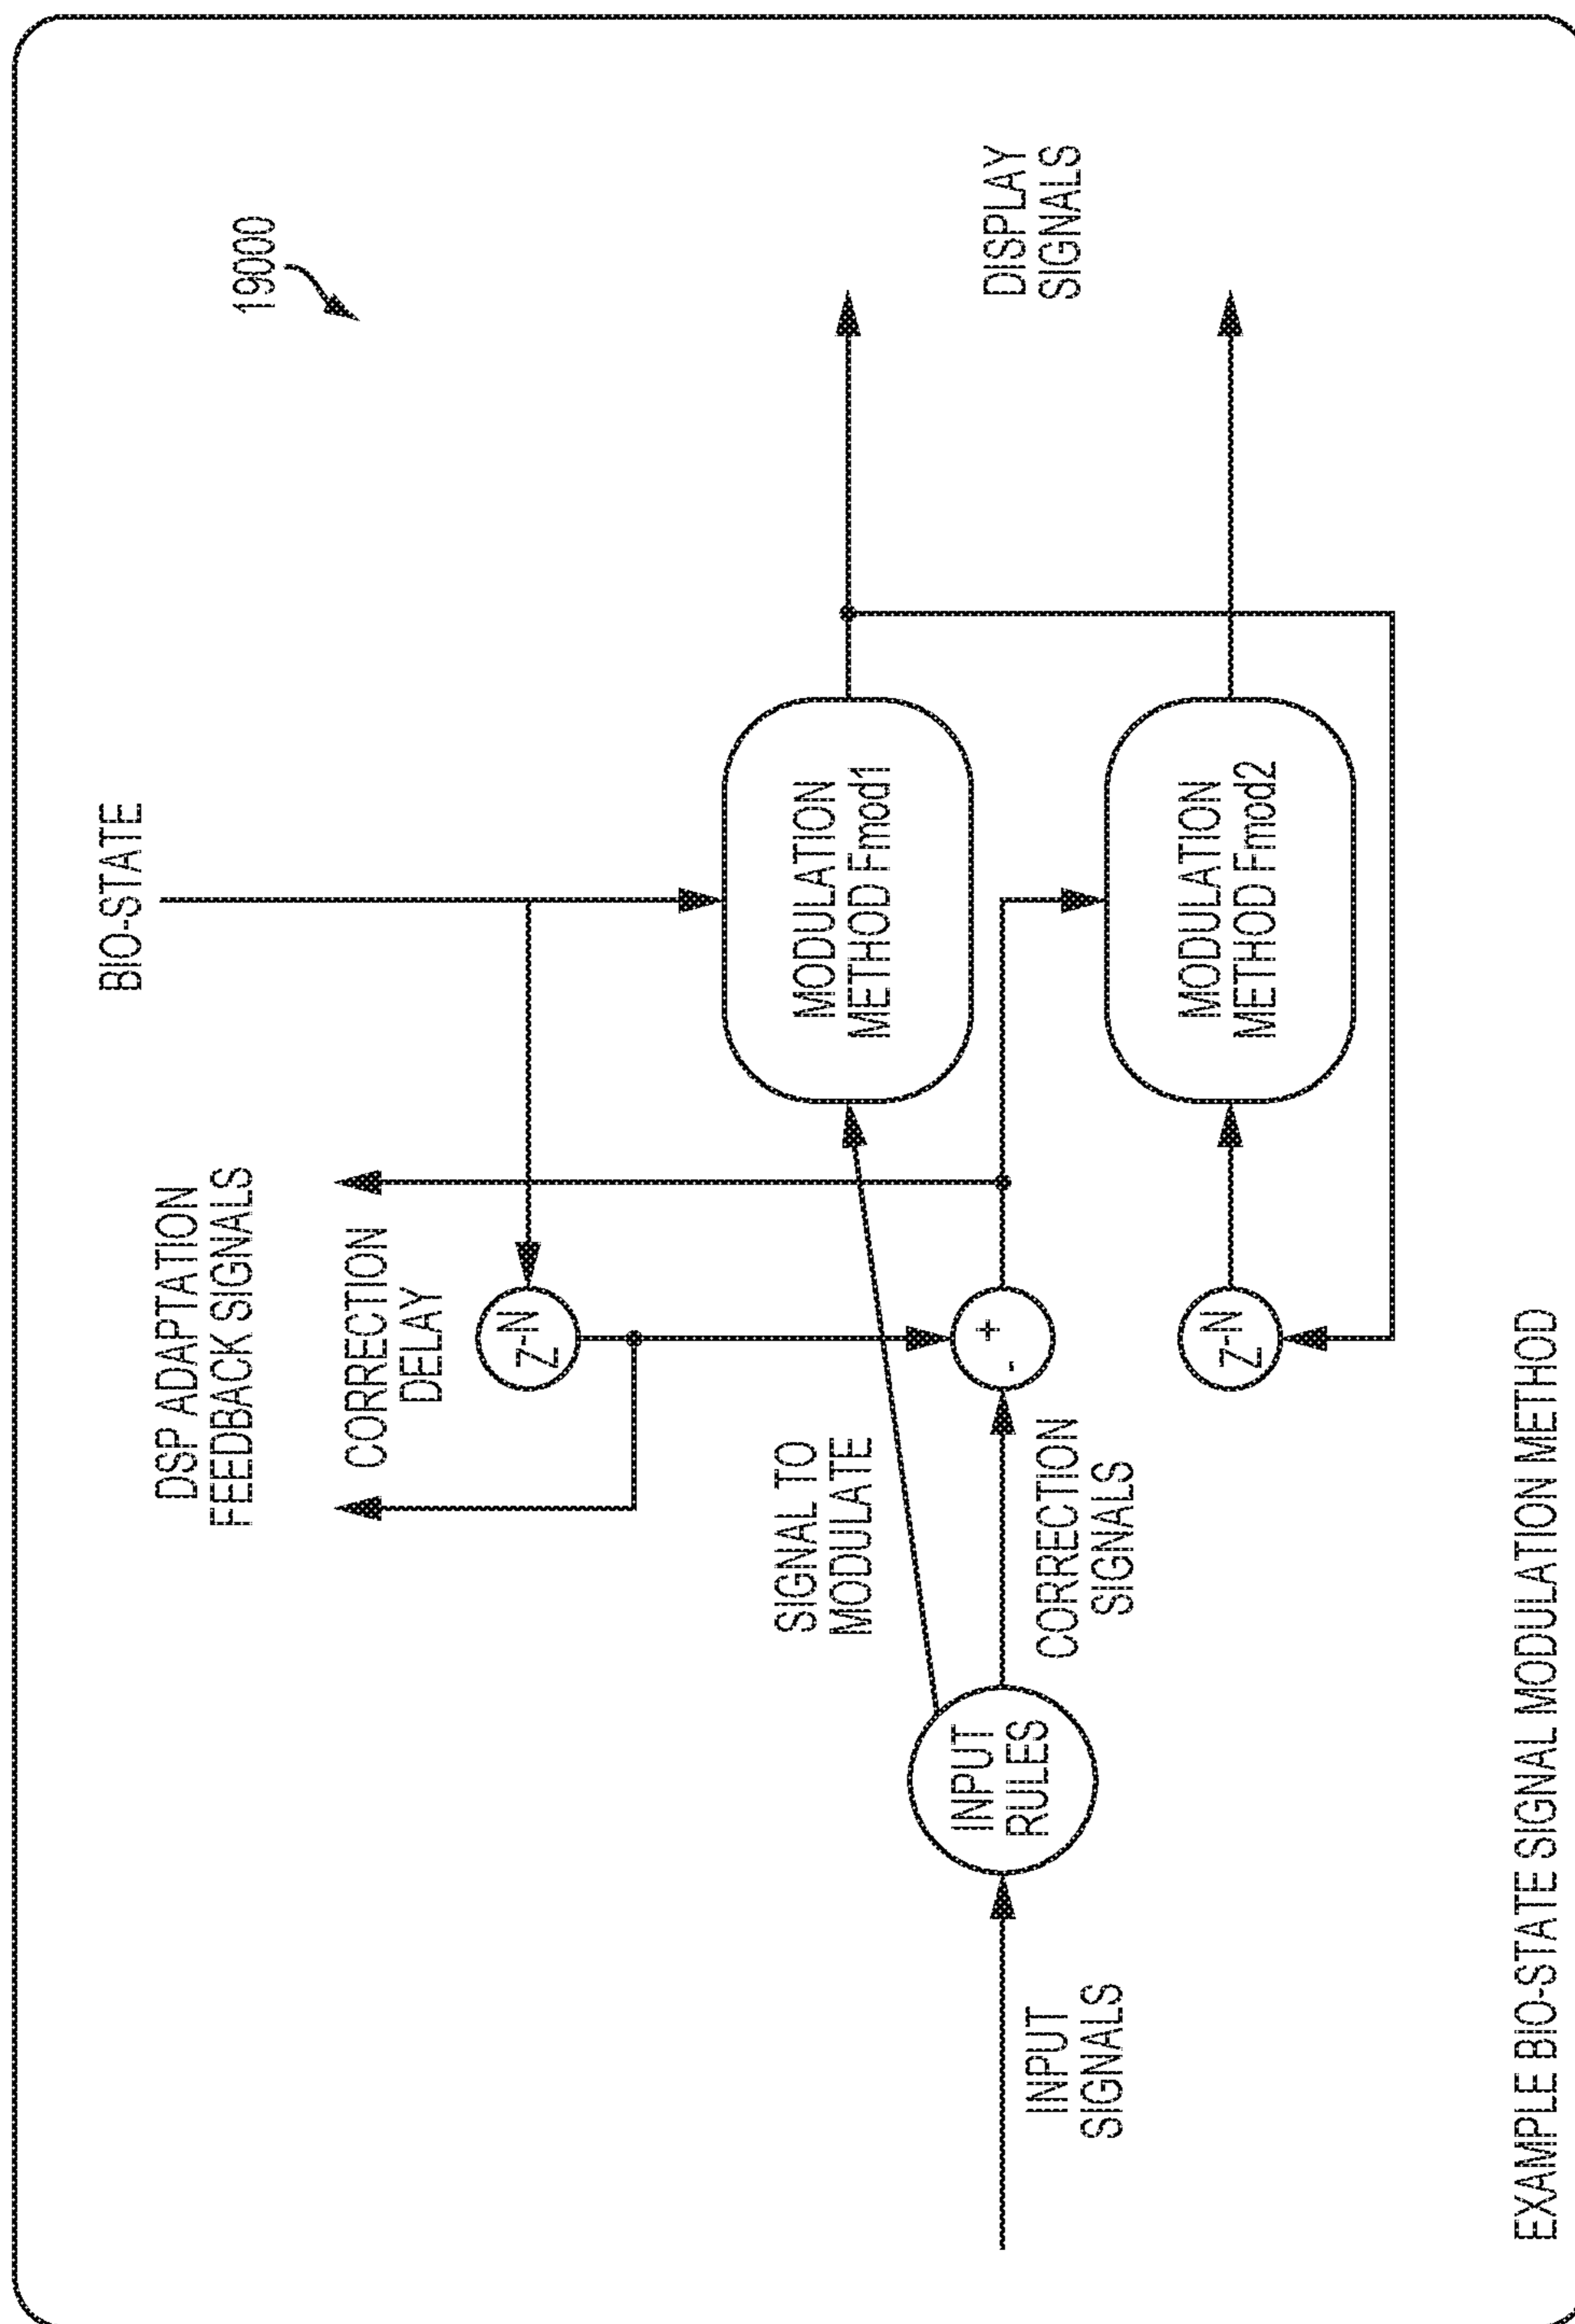 BIO-STATE
19000
DSP ADAPTATION
FEEDBACK SIGNALS
CORRECTION
DELAY
Z-N
SIGNAL TO
MODULATE
MODULATION
METHOD Fmod1
DISPLAY
SIGNALS
INPUT
RULES
- +
INPUT
SIGNALS
CORRECTION
SIGNALS
Z-N
MODULATION
METHOD Fmod2
EXAMPLE BIO-STATE SIGNAL MODULATION METHOD